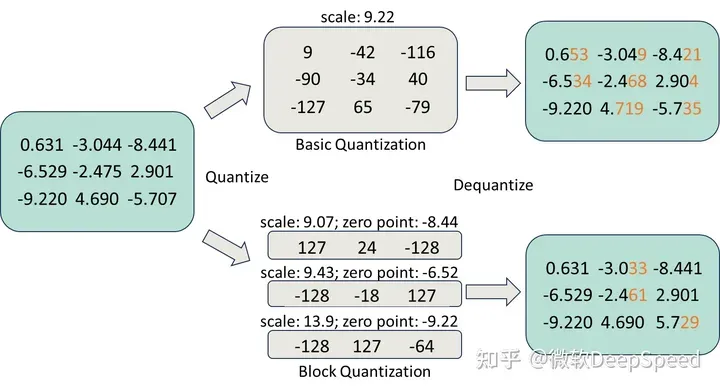 scale: 9.22
9 -42 -116
-90 -34 40
-127 65 -79
Basic Quantization
0.653 -3.049 -8.421
-6.534 -2.468 2.904
-9.220 4.719 -5.735
0.631 -3.044 -8.441
-6.529 -2.475 2.901
-9.220 4.690 -5.707
Quantize
Dequantize
scale: 9.07; zero point: -8.44
127 24 -128
scale: 9.43; zero point: -6.52
-128 -18 127
scale: 13.9; zero point: -9.22
-128 127 -64
Block Quantization
0.631 -3.033 -8.441
-6.529 -2.461 2.901
-9.220 4.690 5.729
知乎 @微软DeepSpeed